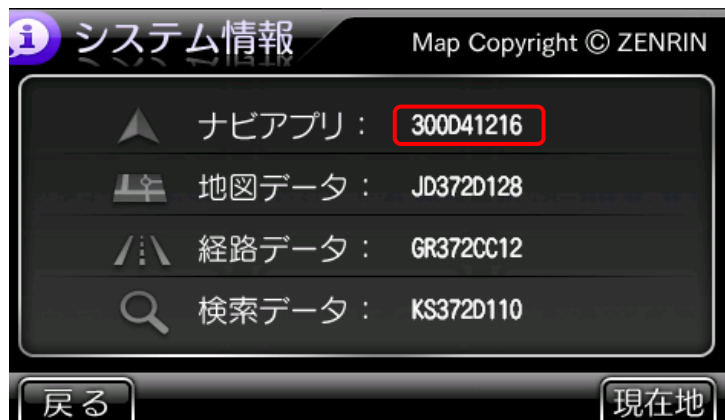 システム情報 Map Copyright © ZENRIN
ナビアプリ： 300D41216
地図データ： JD372D128
経路データ： GR372CC12
検索データ： KS372D110
戻る 現在地